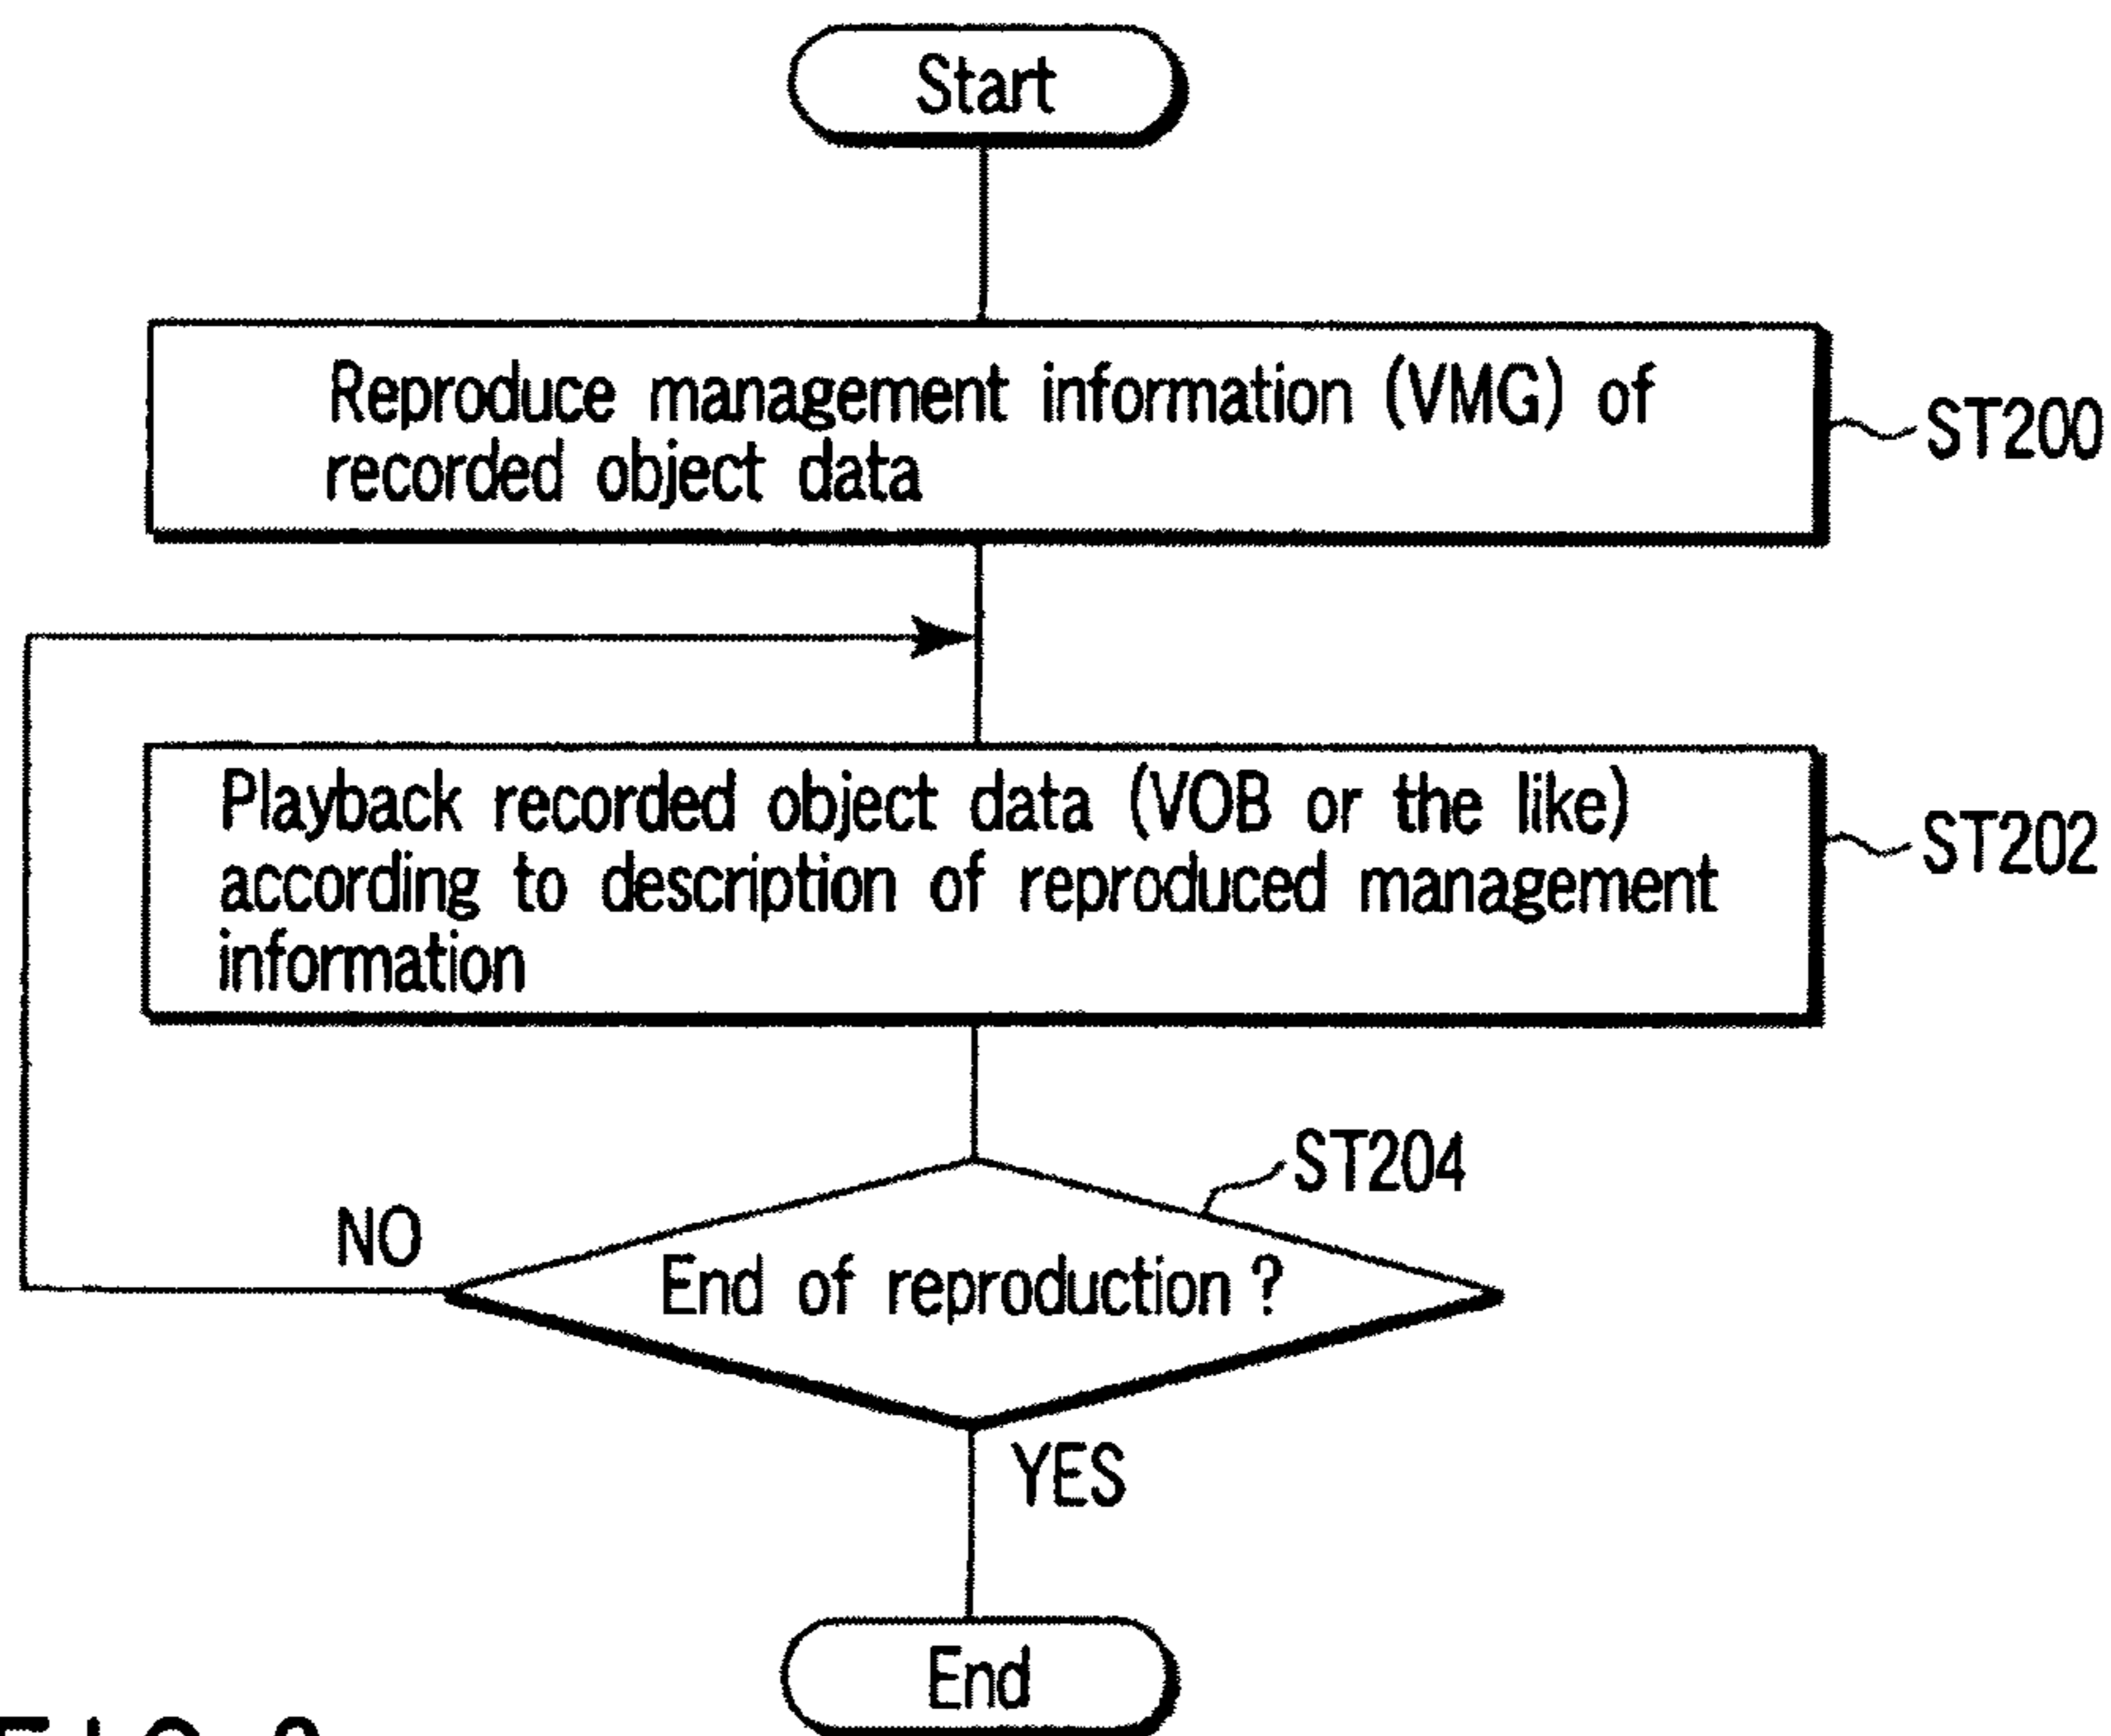 Start
Reproduce management information (VMG) of
recorded object data
ST200
Playback recorded object data (VOB or the like)
according to description of reproduced management
information
ST202
ST204
NO
End of reproduction ?
YES
End